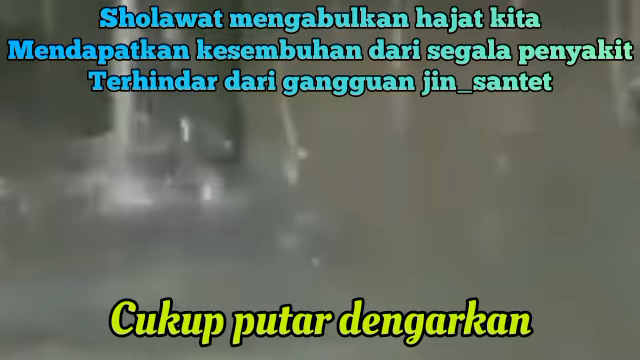 Sholawat mengabulkan hajat kita
Mendapatkan kesembuhan dari segala penyakit
Terhindar dari gangguan jin_santet
Cukup putar dengarkan